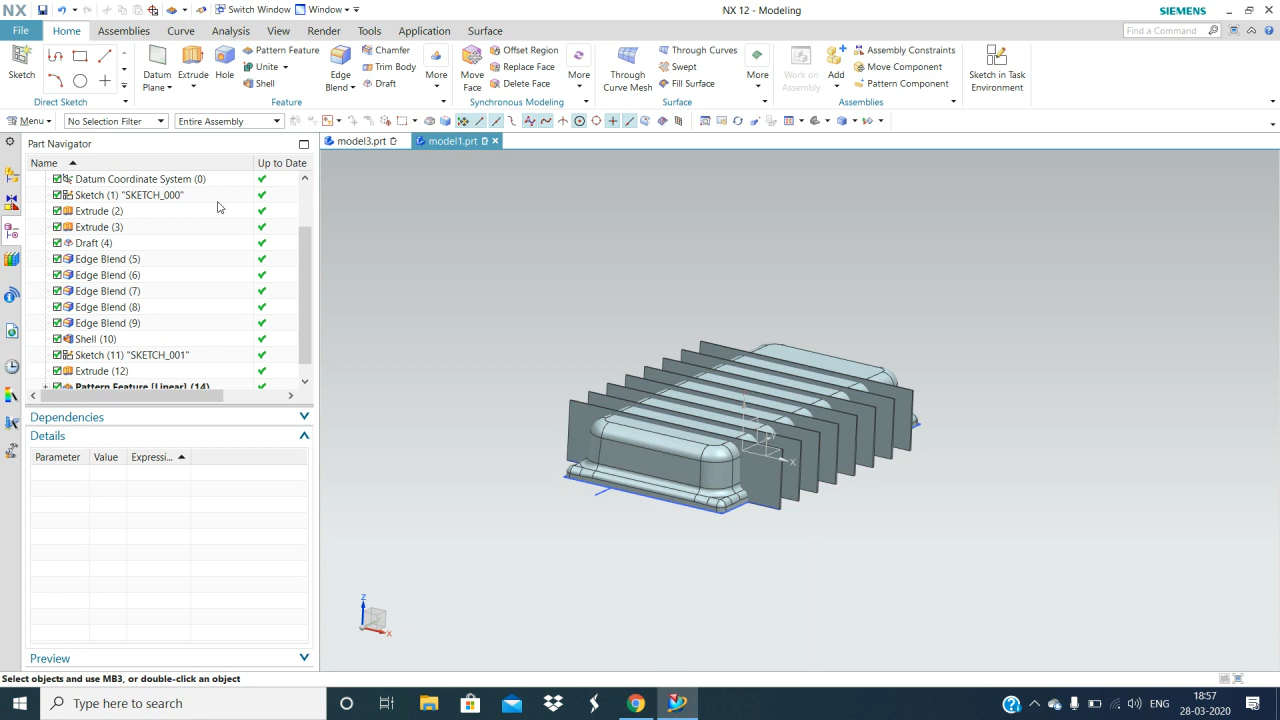 NX
Switch Window
Window
NX 12 - Modeling
SIEMENS
File
Home
Assemblies
Curve
Analysis
View
Render
Tools
Application
Surface
Find a Command
Sketch
Direct Sketch
Datum
Plane
Extrude
Hole
Pattern Feature
Unite
Shell
Edge
Blend
Chamfer
Trim Body
Draft
More
Feature
Move
Face
Offset Region
Replace Face
Delete Face
More
Synchronous Modeling
Through
Curve Mesh
Through Curves
Swept
Fill Surface
More
Surface
Work on
Assembly
Add
Assembly Constraints
Move Component
Pattern Component
Assemblies
Sketch in Task
Environment
Menu
No Selection Filter
Entire Assembly
Part Navigator
model3.prt
model1.prt
Name
Up to Date
Datum Coordinate System (0)
Sketch (1) "SKETCH_000"
Extrude (2)
Extrude (3)
Draft (4)
Edge Blend (5)
Edge Blend (6)
Edge Blend (7)
Edge Blend (8)
Edge Blend (9)
Shell (10)
Sketch (11) "SKETCH_001"
Extrude (12)
Pattern Feature [Linear] (14)
Dependencies
Details
Parameter
Value
Expressi...
Preview
X
Y
Z
X
Select objects and use MB3, or double-click an object
Type here to search
ENG
18:57
28-03-2020